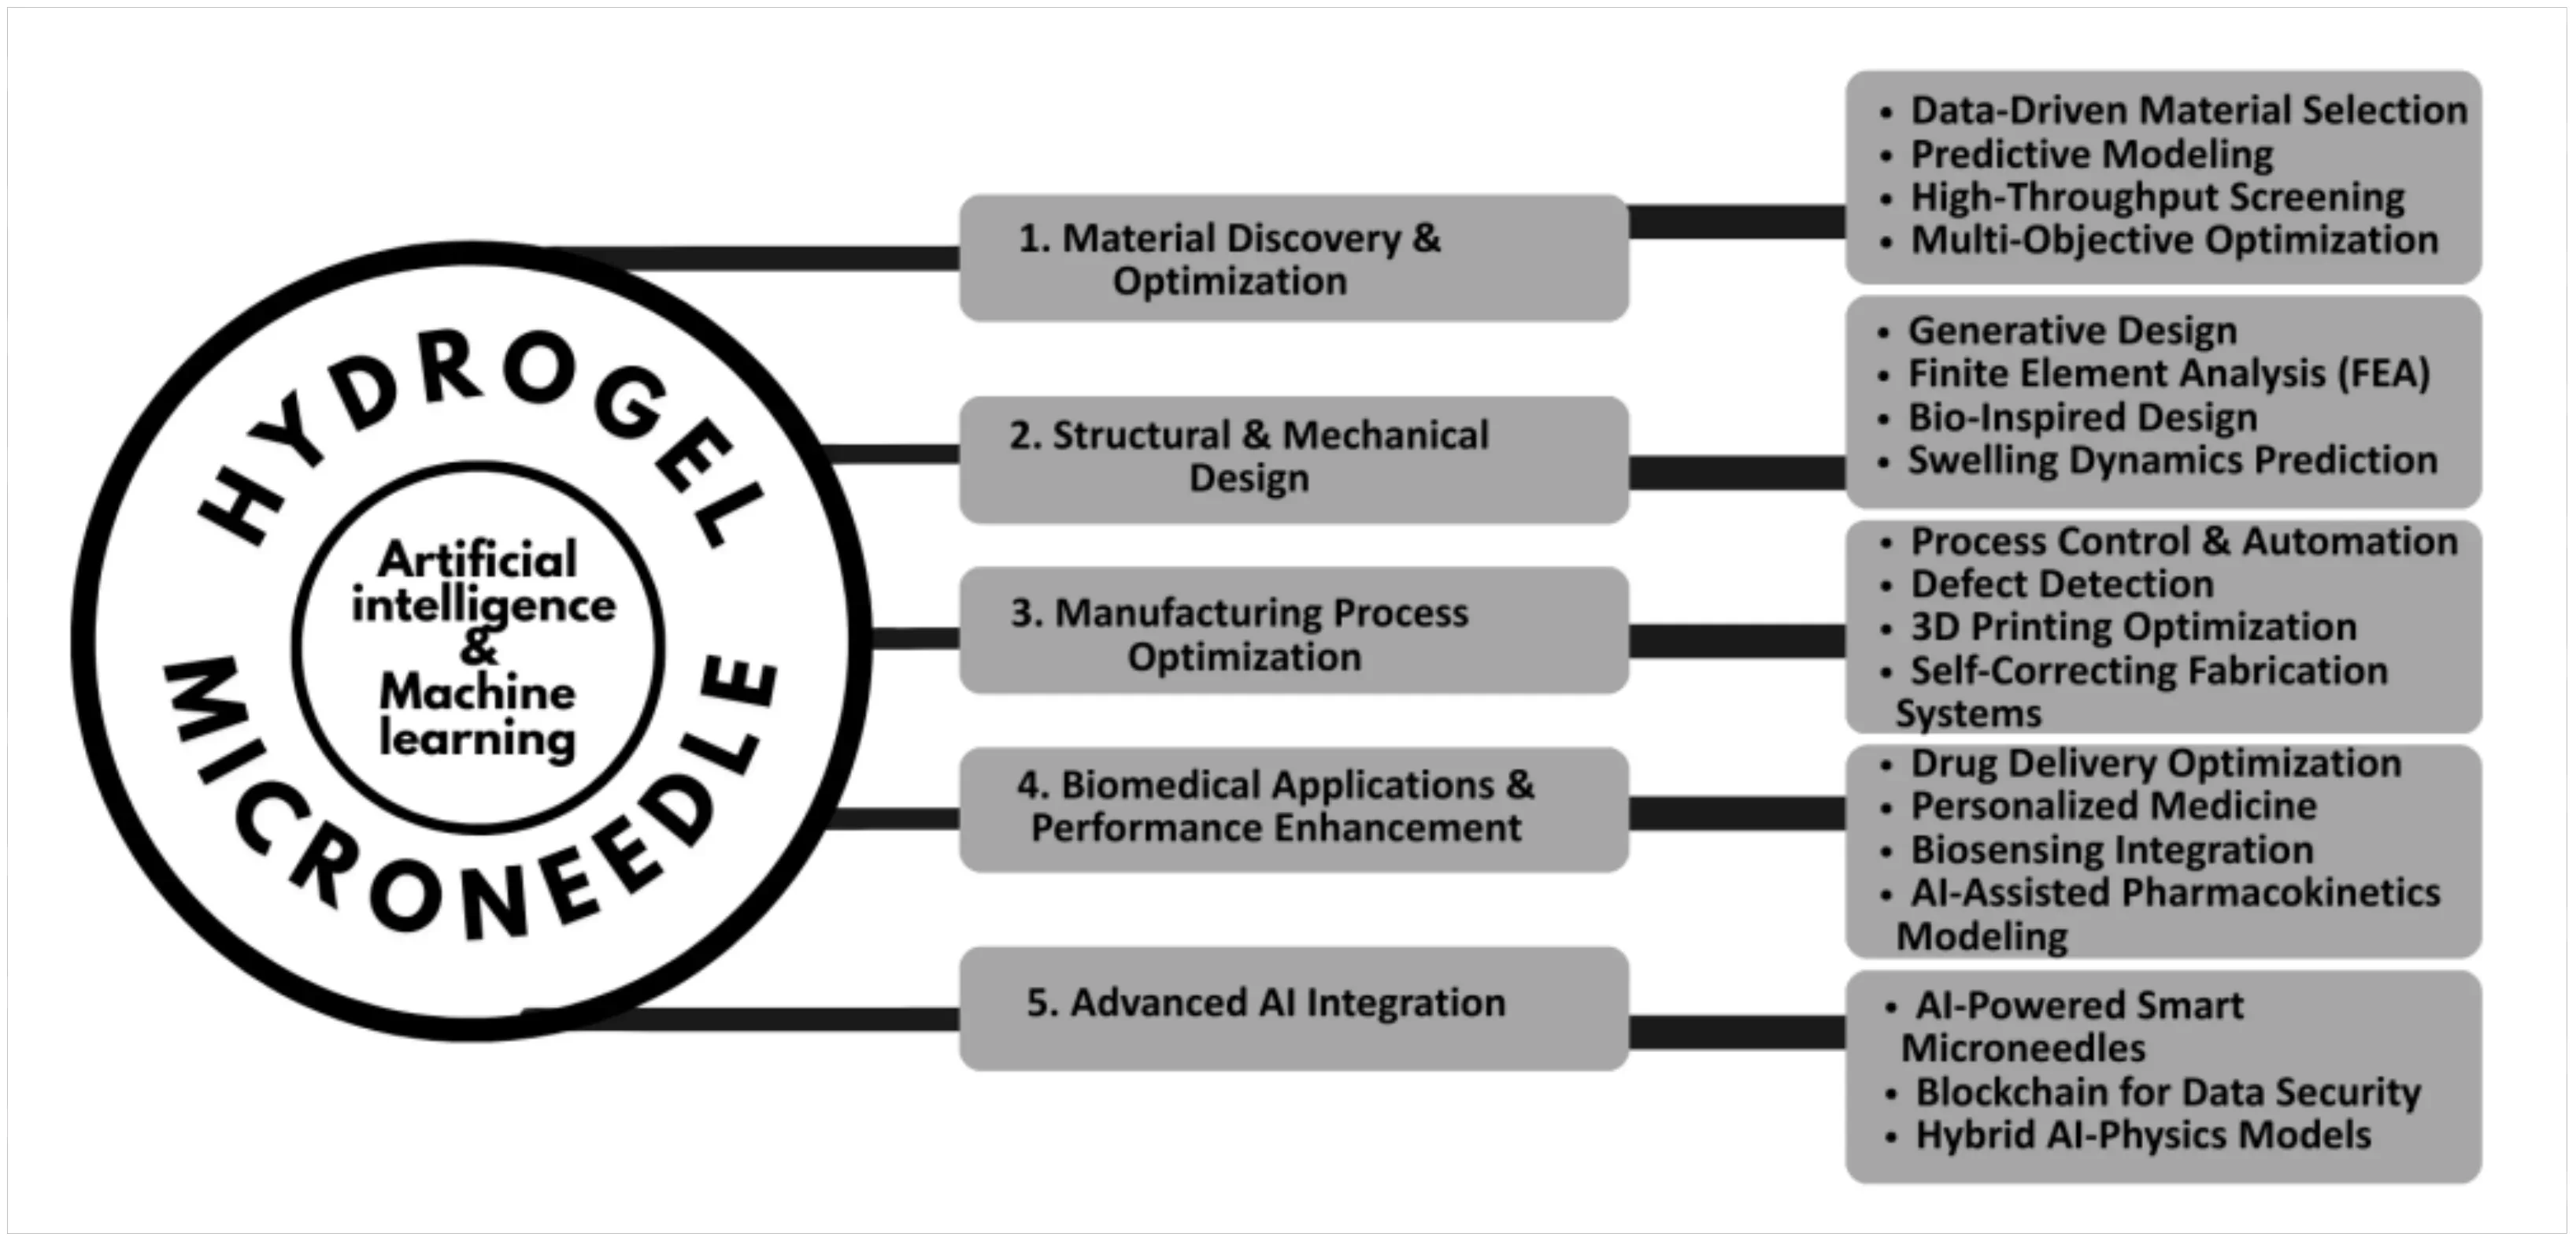 HYDROGEL
MICRONEEDLE
Artificial
intelligence
&
Machine
learning
1. Material Discovery &
Optimization
• Data-Driven Material Selection
• Predictive Modeling
• High-Throughput Screening
• Multi-Objective Optimization
2. Structural & Mechanical
Design
• Generative Design
• Finite Element Analysis (FEA)
• Bio-Inspired Design
• Swelling Dynamics Prediction
3. Manufacturing Process
Optimization
• Process Control & Automation
• Defect Detection
• 3D Printing Optimization
• Self-Correcting Fabrication
Systems
4. Biomedical Applications &
Performance Enhancement
• Drug Delivery Optimization
• Personalized Medicine
• Biosensing Integration
• AI-Assisted Pharmacokinetics
Modeling
5. Advanced AI Integration
• AI-Powered Smart
Microneedles
• Blockchain for Data Security
• Hybrid AI-Physics Models